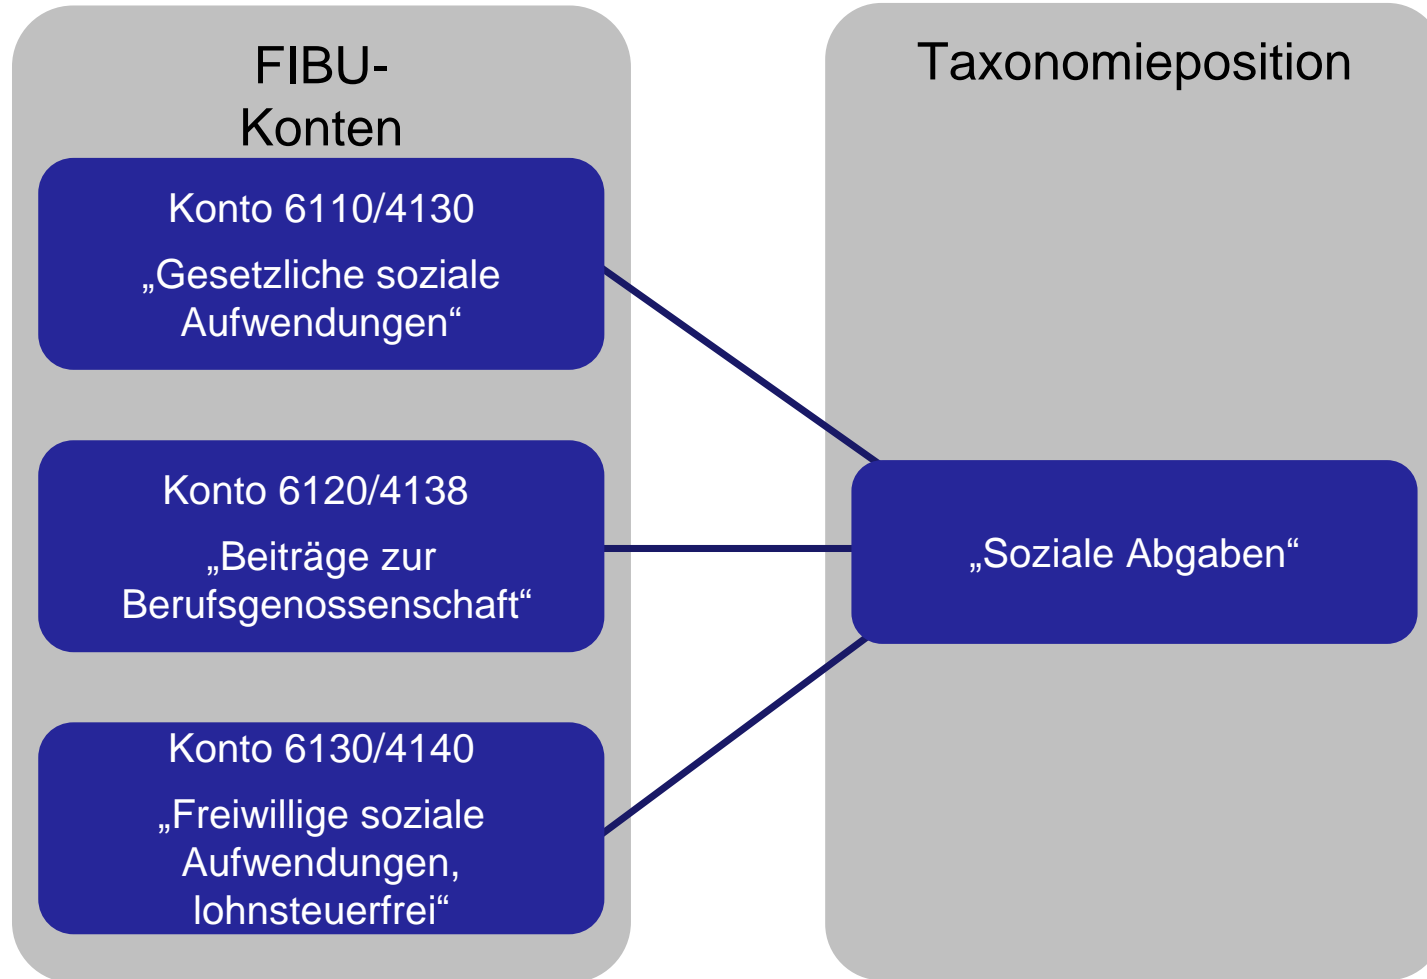 FIBU-
Konten
Konto 6110/4130
„Gesetzliche soziale
Aufwendungen“
Konto 6120/4138
„Beiträge zur
Berufsgenossenschaft“
Konto 6130/4140
„Freiwillige soziale
Aufwendungen,
lohnsteuerfrei“
Taxonomieposition
„Soziale Abgaben“